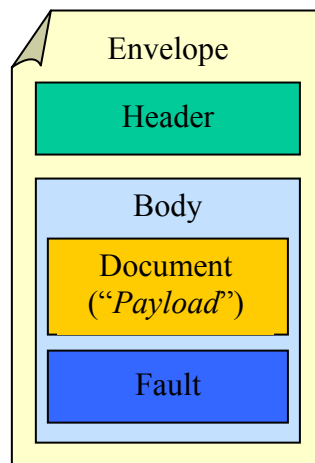 Envelope
Header
Body
Document
(“Payload”)
Fault